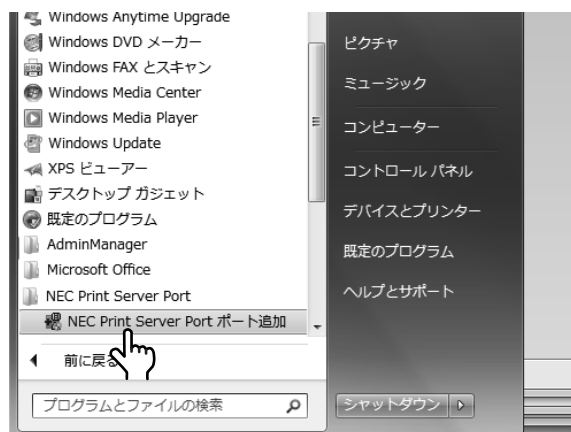 Windows Anytime Upgrade
Windows DVD メーカー
Windows FAX とスキャン
Windows Media Center
Windows Media Player
Windows Update
XPS ビューアー
デスクトップ ガジェット
既定のプログラム
AdminManager
Microsoft Office
NEC Print Server Port
NEC Print Server Port ポート追加
前に戻る
プログラムとファイルの検索
ピクチャ
ミュージック
コンピューター
コントロール パネル
デバイスとプリンター
既定のプログラム
ヘルプとサポート
シャットダウン